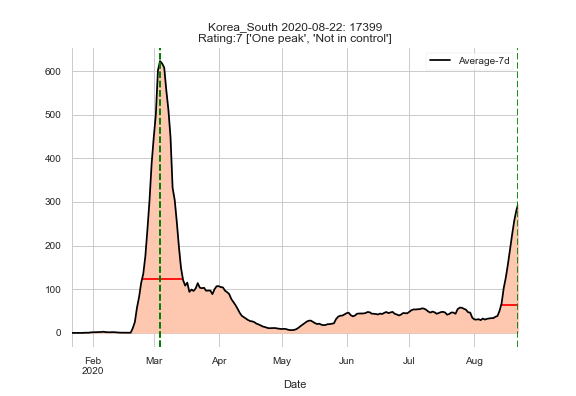 Korea_South 2020-08-22: 17399
Rating:7 ['One peak', 'Not in control']
Average-7d
600
500
400
300
200
100
0
Feb
2020
Mar
Apr
May
Jun
Jul
Aug
Date